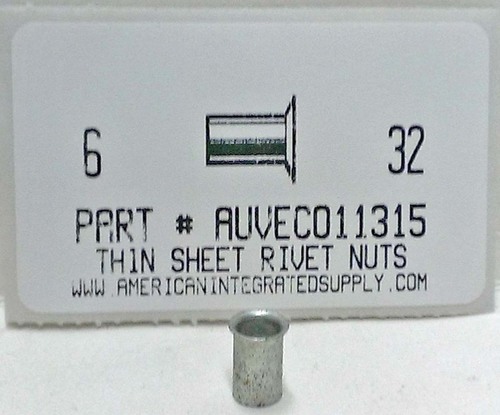 6 32
PART # AUVECO11315
THIN SHEET RIVET NUTS
WWW.AMERICANINTEGRATEDSUPPLY.COM